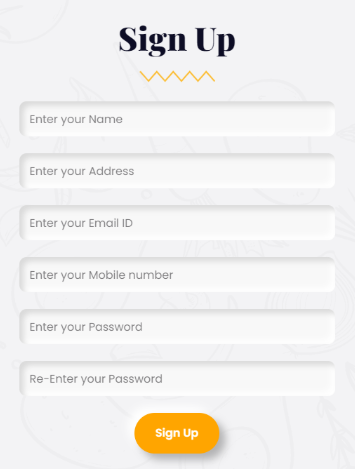 Sign Up
Enter your Name
Enter your Address
Enter your Email ID
Enter your Mobile number
Enter your Password
Re-Enter your Password
Sign Up